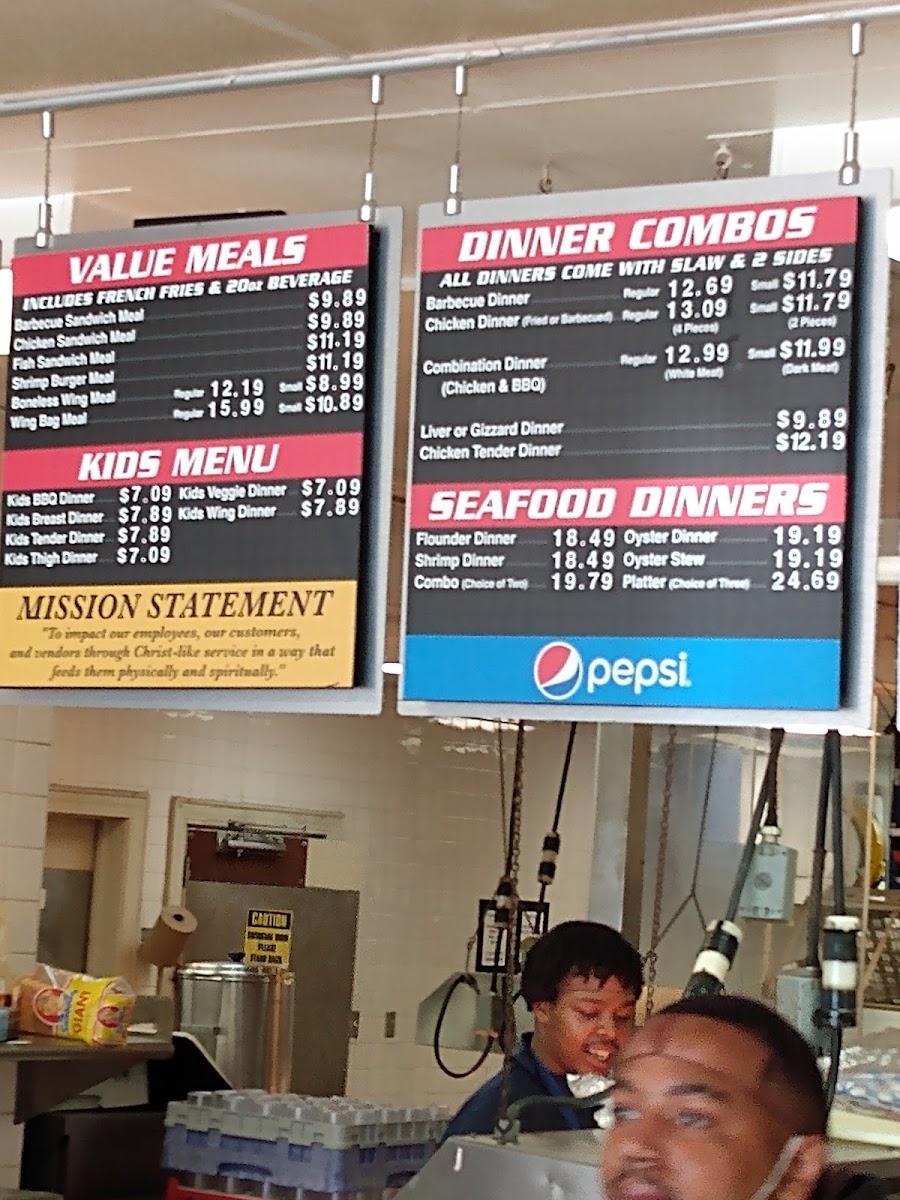 VALUE MEALS
INCLUDES FRENCH FRIES & 20oz BEVERAGE
Barbecue Sandwich Meal $9.89
Chicken Sandwich Meal $9.89
Fish Sandwich Meal $11.19
Shrimp Burger Meal $11.19
Boneless Wing Meal Regular 12.19 Small $8.99
Wing Bag Meal Regular 15.99 Small $10.89
KIDS MENU
Kids BBQ Dinner $7.09 Kids Veggie Dinner $7.09
Kids Breast Dinner $7.89 Kids Wing Dinner $7.89
Kids Tender Dinner $7.89
Kids Thigh Dinner $7.09
MISSION STATEMENT
"To impact our employees, our customers,
and vendors through Christ-like service in a way that
feeds them physically and spiritually."
DINNER COMBOS
ALL DINNERS COME WITH SLAW & 2 SIDES
Barbecue Dinner Regular 12.69 Small $11.79
Chicken Dinner (Fried or Barbecued) Regular 13.09 Small $11.79
(4 Pieces) (2 Pieces)
Combination Dinner Regular 12.99 Small $11.99
(Chicken & BBQ) (White Meat) (Dark Meat)
Liver or Gizzard Dinner $9.89
Chicken Tender Dinner $12.19
SEAFOOD DINNERS
Flounder Dinner 18.49 Oyster Dinner 19.19
Shrimp Dinner 18.49 Oyster Stew 19.19
Combo (Choice of Two) 19.79 Platter (Choice of Three) 24.69
pepsi
CAUTION
PLEASE
STAND BACK
GIANT